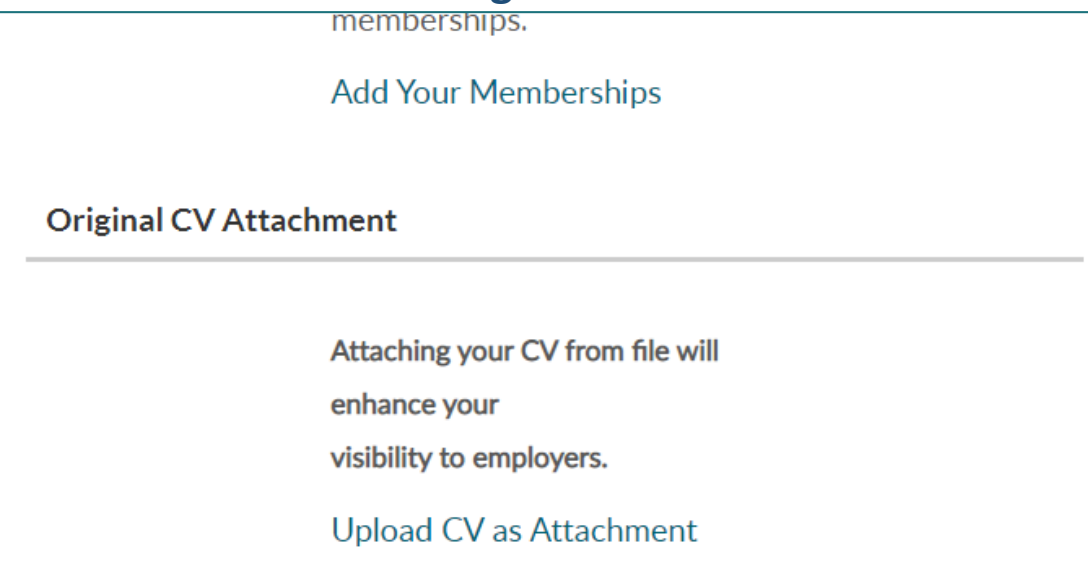 memberships.
Add Your Memberships
Original CV Attachment
Attaching your CV from file will
enhance your
visibility to employers.
Upload CV as Attachment